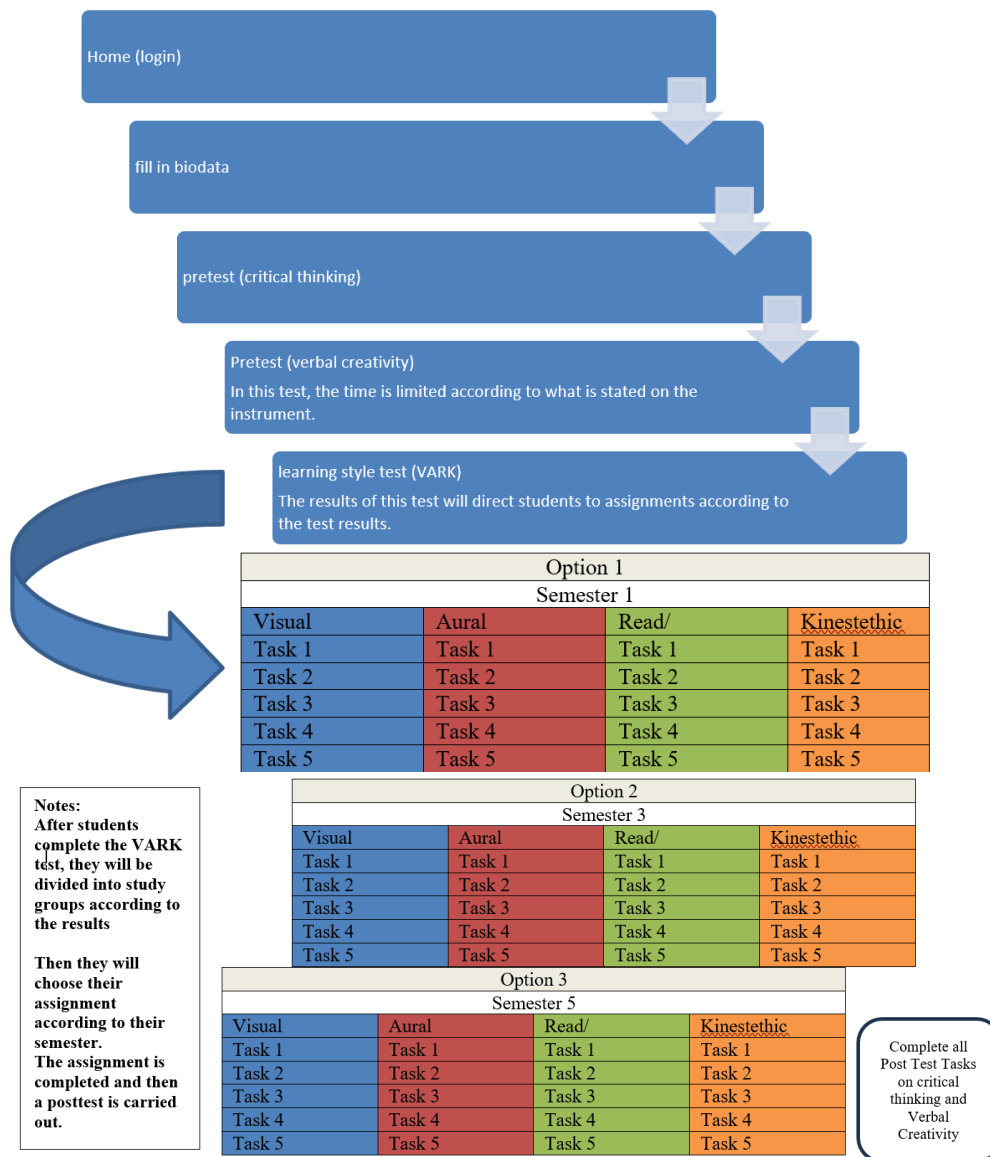 Home (login)
fill in biodata
pretest (critical thinking)
Pretest (verbal creativity)
In this test, the time is limited according to what is stated on the
instrument.
learning style test (VARK)
The results of this test will direct students to assignments according to
the test results.
Option 1
Semester 1
Visual Aural Read/ Kinestethic
Task 1 Task 1 Task 1 Task 1
Task 2 Task 2 Task 2 Task 2
Task 3 Task 3 Task 3 Task 3
Task 4 Task 4 Task 4 Task 4
Task 5 Task 5 Task 5 Task 5
Option 2
Semester 3
Visual Aural Read/ Kinestethic
Task 1 Task 1 Task 1 Task 1
Task 2 Task 2 Task 2 Task 2
Task 3 Task 3 Task 3 Task 3
Task 4 Task 4 Task 4 Task 4
Task 5 Task 5 Task 5 Task 5
Notes:
After students
complete the VARK
test, they will be
divided into study
groups according to
the results
Then they will
choose their
assignment
according to their
semester.
The assignment is
completed and then
a posttest is carried
out.
Option 3
Semester 5
Visual Aural Read/ Kinestethic
Task 1 Task 1 Task 1 Task 1
Task 2 Task 2 Task 2 Task 2
Task 3 Task 3 Task 3 Task 3
Task 4 Task 4 Task 4 Task 4
Task 5 Task 5 Task 5 Task 5
Complete all
Post Test Tasks
on critical
thinking and
Verbal
Creativity